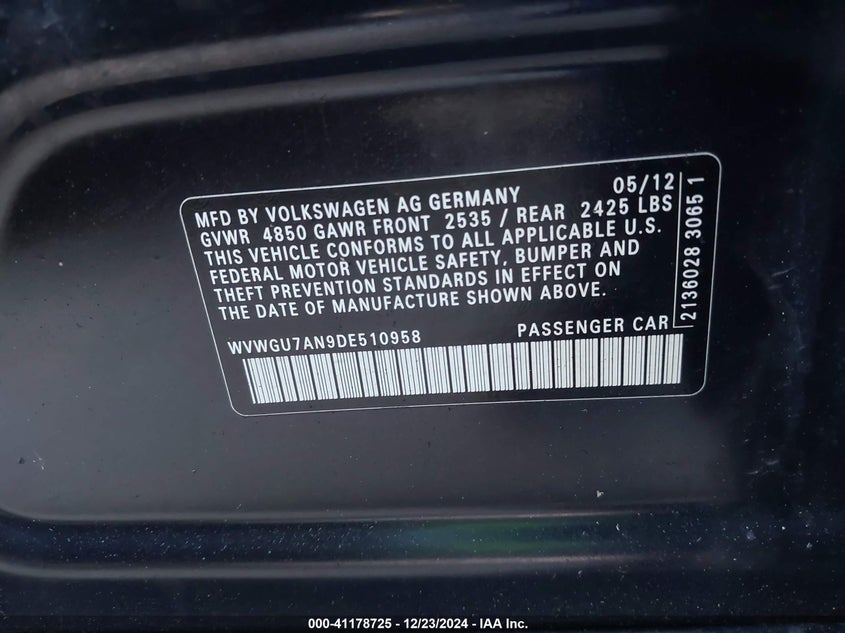 05/12
MFD BY VOLKSWAGEN AG GERMANY
GVWR 4850 GAWR FRONT 2535 / REAR 2425 LBS
THIS VEHICLE CONFORMS TO ALL APPLICABLE U.S.
FEDERAL MOTOR VEHICLE SAFETY, BUMPER AND
THEFT PREVENTION STANDARDS IN EFFECT ON
THE DATE OF MANUFACTURE SHOWN ABOVE.
WVWGU7AN9DE510958 PASSENGER CAR
2136028 3065 1
000-41178725 - 12/23/2024 - IAA Inc.